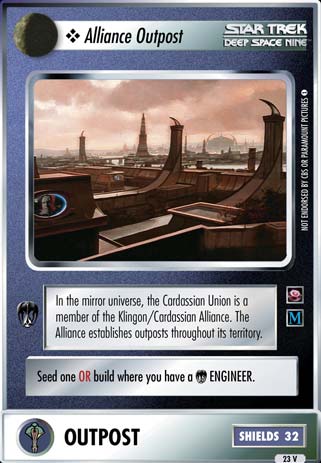 ❖ Alliance Outpost
STAR TREK
DEEP SPACE NINE
NOT ENDORSED BY CBS OR PARAMOUNT PICTURES
In the mirror universe, the Cardassian Union is a
member of the Klingon/Cardassian Alliance. The
Alliance establishes outposts throughout its territory.
M
Seed one OR build where you have a ENGINEER.
OUTPOST
SHIELDS 32
23 V